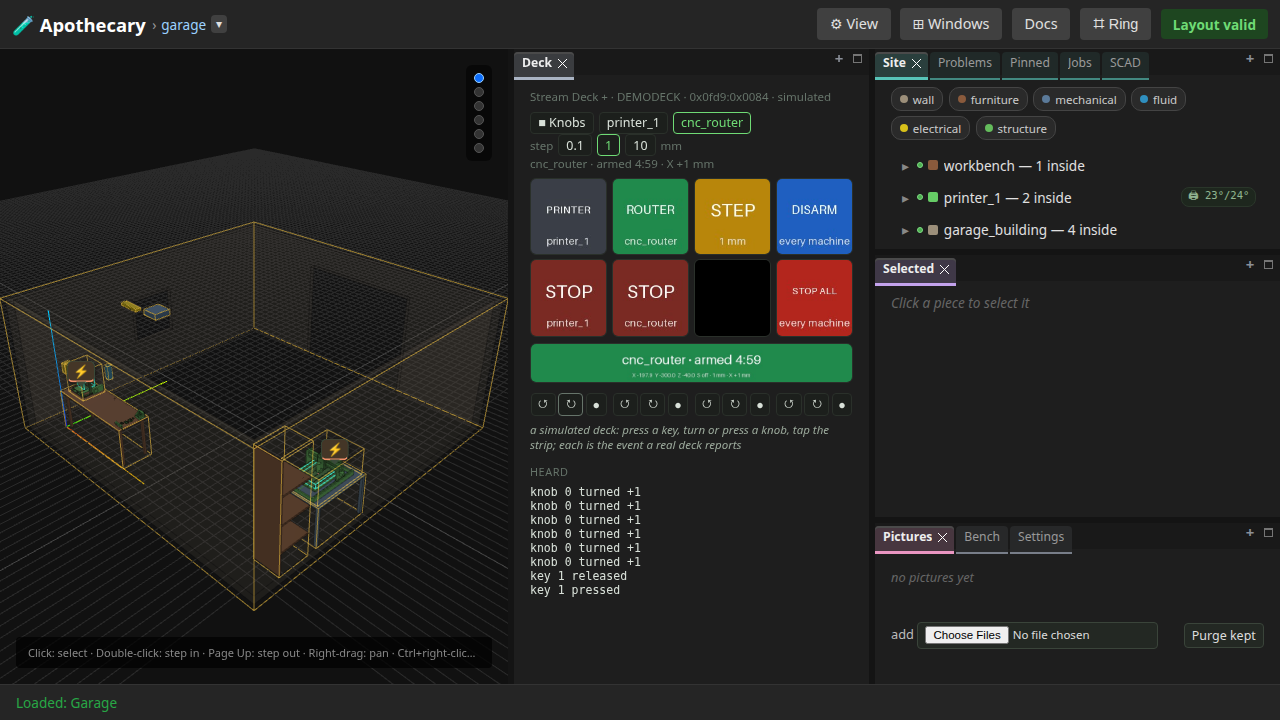 Apothecary › garage ▾
⚙ View
Windows
Docs
Ring
Layout valid
Click: select · Double-click: step in · Page Up: step out · Right-drag: pan · Ctrl+right-clic...
Deck
Stream Deck + · DEMODECK · 0x0fd9:0x0084 · simulated
■ Knobs printer_1 cnc_router
step 0.1 1 10 mm
cnc_router · armed 4:59 · X +1 mm
PRINTER ROUTER STEP DISARM
printer_1 cnc_router 1 mm every machine
STOP STOP STOP ALL
printer_1 cnc_router every machine
cnc_router · armed 4:59
a simulated deck: press a key, turn or press a knob, tap the
strip; each is the event a real deck reports
HEARD
knob 0 turned +1
knob 0 turned +1
knob 0 turned +1
knob 0 turned +1
knob 0 turned +1
knob 0 turned +1
key 1 released
key 1 pressed
Site Problems Pinned Jobs SCAD
wall furniture mechanical fluid
electrical structure
workbench — 1 inside
printer_1 — 2 inside 23°/24°
garage_building — 4 inside
Selected
Click a piece to select it
Pictures Bench Settings
no pictures yet
add Choose Files No file chosen Purge kept
Loaded: Garage